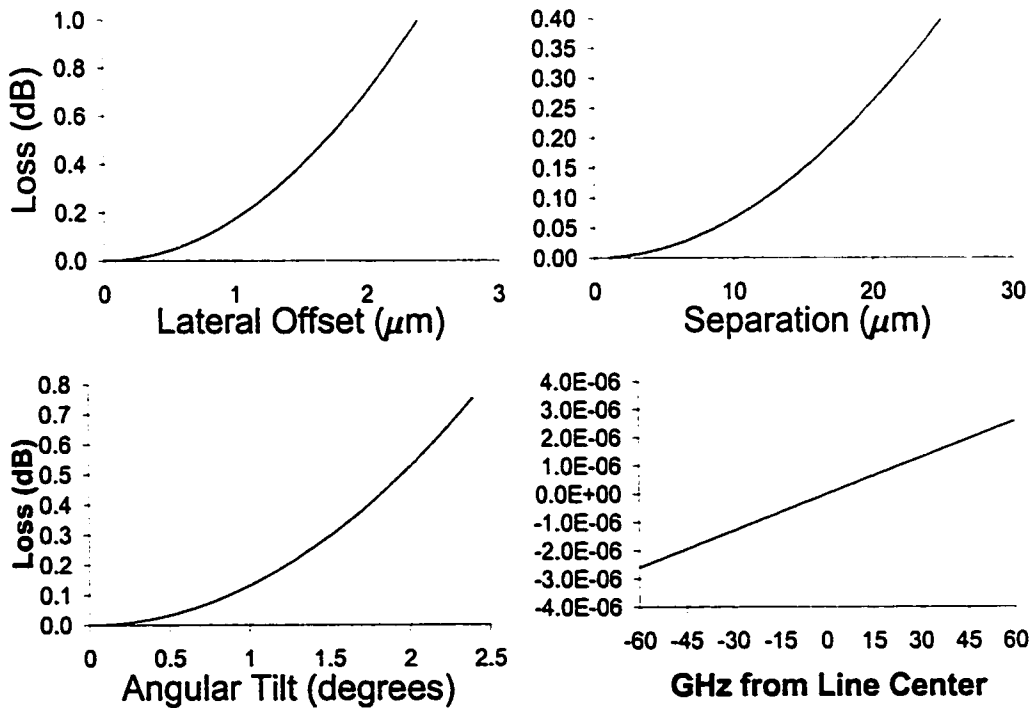 Loss (dB)
1.0
0.8
0.6
0.4
0.2
0.0
0 1 2 3
Lateral Offset (μm)
0.40
0.35
0.30
0.25
0.20
0.15
0.10
0.05
0.00
0 10 20 30
Separation (μm)
Loss (dB)
0.8
0.7
0.6
0.5
0.4
0.3
0.2
0.1
0.0
0 0.5 1 1.5 2 2.5
Angular Tilt (degrees)
4.0E-06
3.0E-06
2.0E-06
1.0E-06
0.0E+00
-1.0E-06
-2.0E-06
-3.0E-06
-4.0E-06
-60 -45 -30 -15 0 15 30 45 60
GHz from Line Center